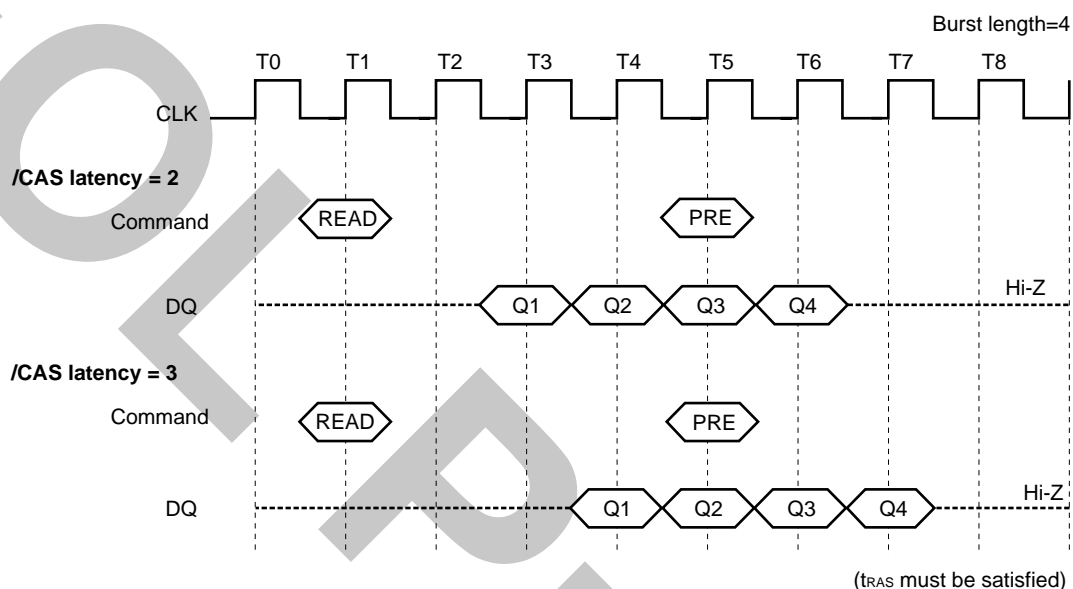 Burst length=4
T0 T1 T2 T3 T4 T5 T6 T7 T8
CLK
/CAS latency = 2
Command READ PRE
DQ Q1 Q2 Q3 Q4 Hi-Z
/CAS latency = 3
Command READ PRE
DQ Q1 Q2 Q3 Q4 Hi-Z
(tRAS must be satisfied)